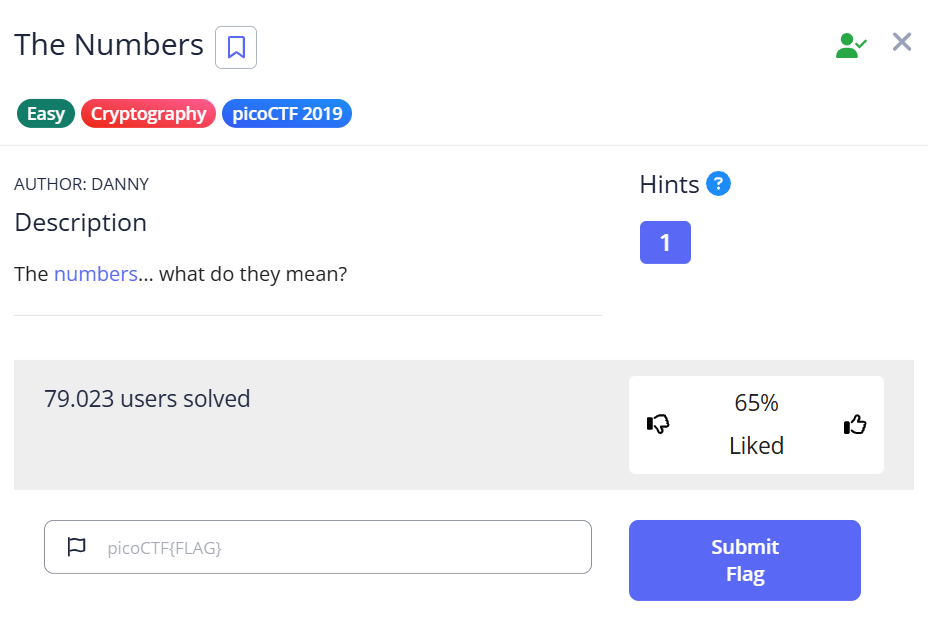 The Numbers
Easy Cryptography picoCTF 2019
AUTHOR: DANNY
Description
The numbers... what do they mean?
Hints ?
1
79.023 users solved
65%
Liked
picoCTF{FLAG}
Submit
Flag